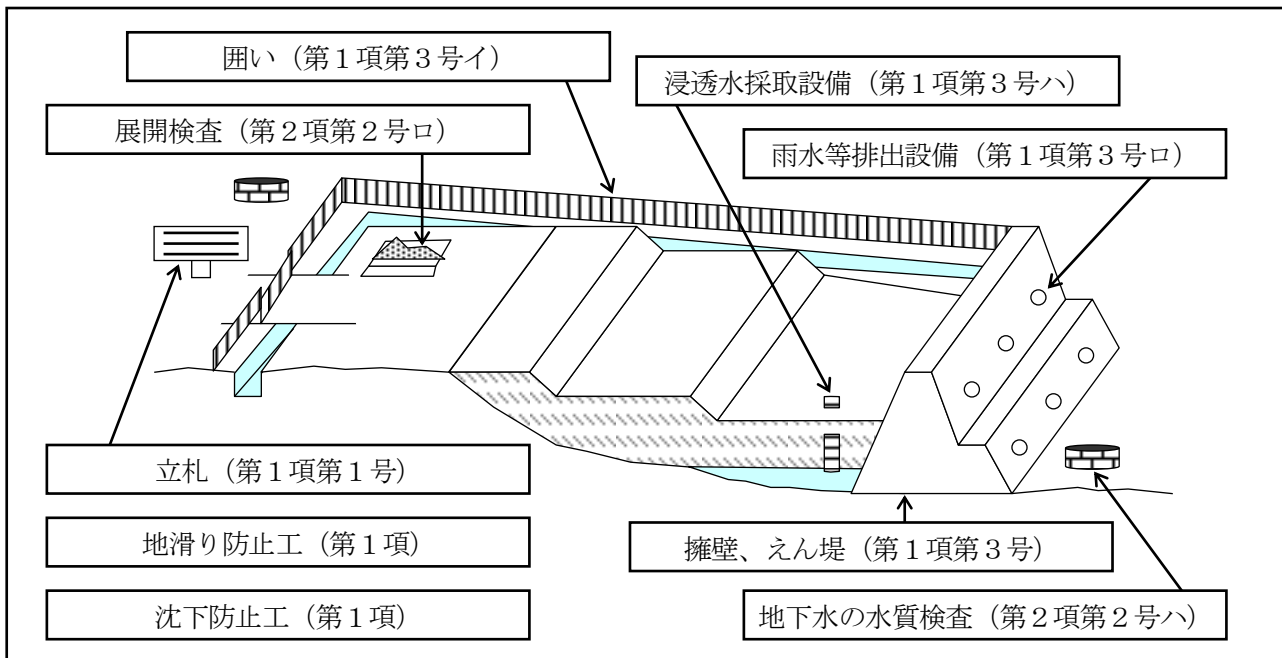 囲い(第１項第３号イ)
浸透水採取設備(第１項第３号ハ)
展開検査(第２項第２号ロ)
雨水等排出設備(第１項第３号ロ)
立札(第１項第１号)
地滑り防止工(第１項)
擁壁、えん堤(第１項第３号)
沈下防止工(第１項)
地下水の水質検査(第２項第２号ハ)